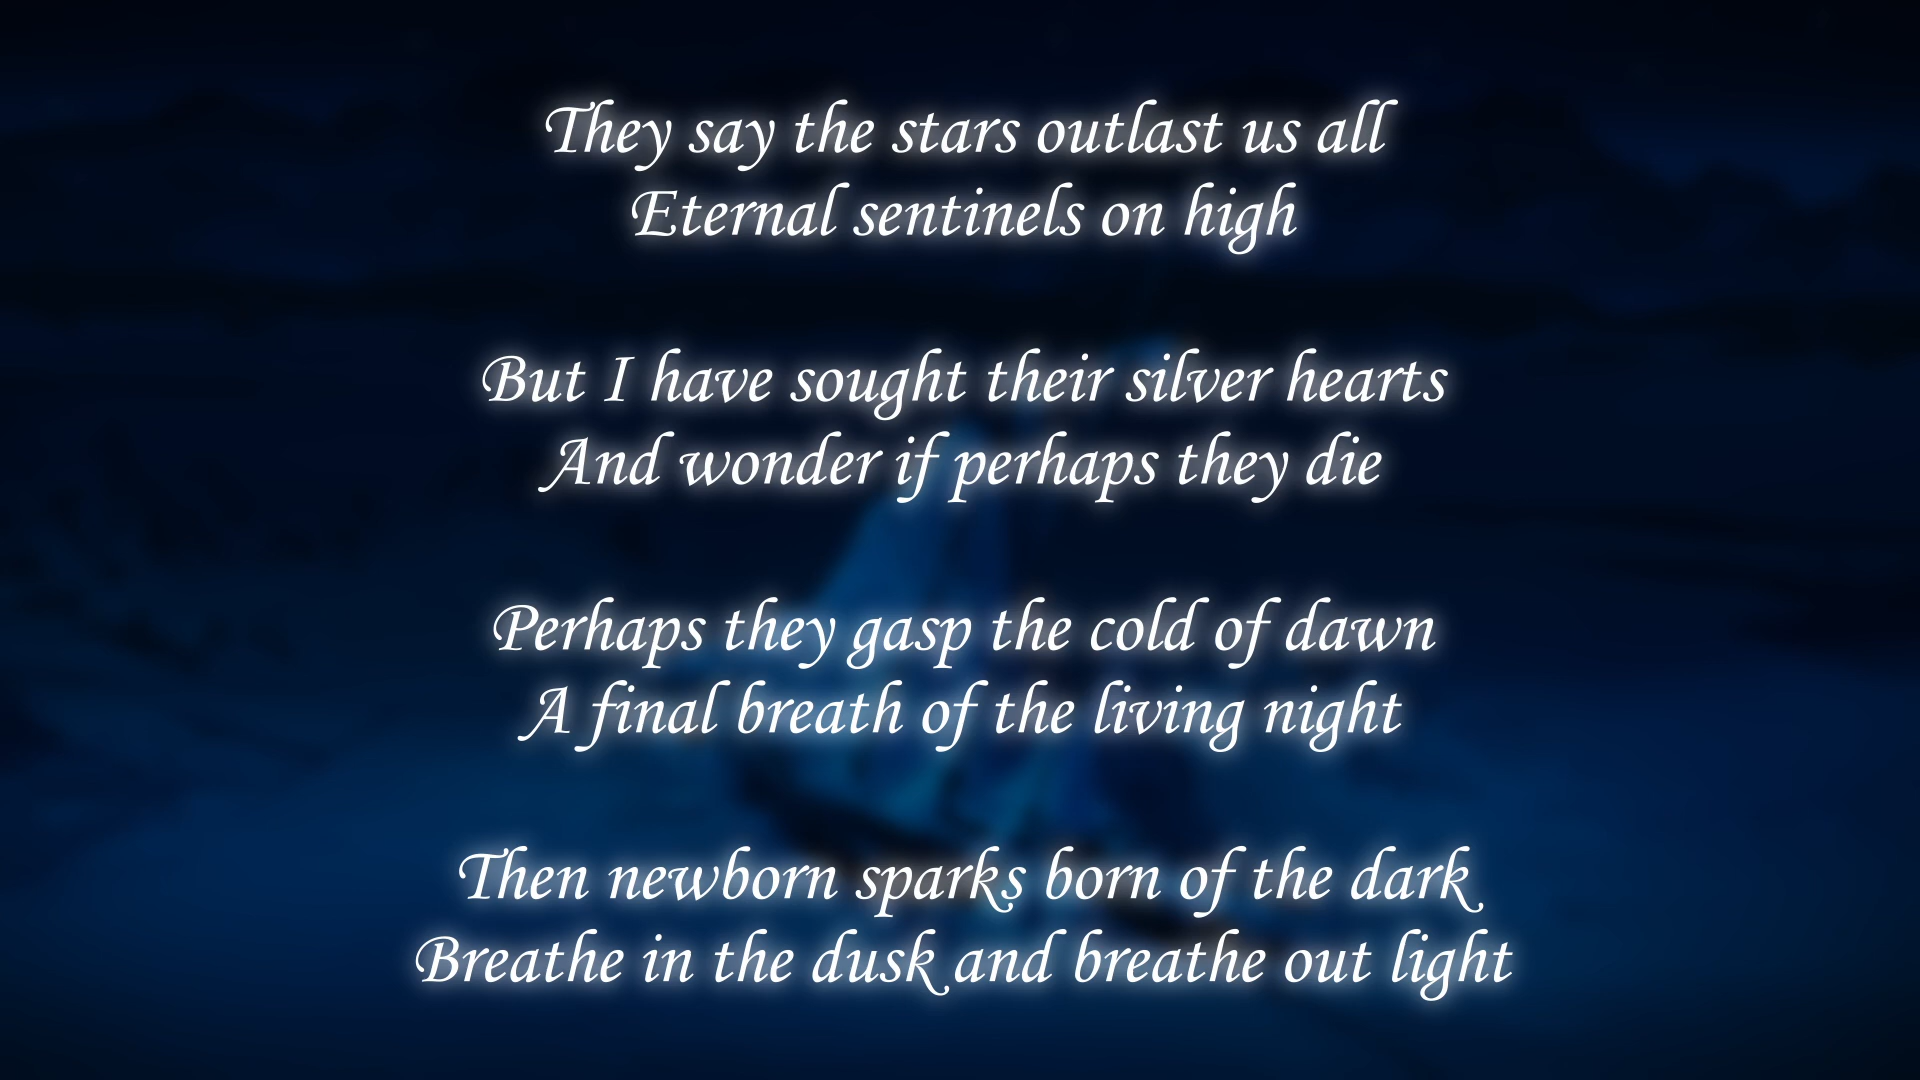 They say the stars outlast us all
Eternal sentinels on high
But I have sought their silver hearts
And wonder if perhaps they die
Perhaps they gasp the cold of dawn
A final breath of the living night
Then newborn sparks born of the dark
Breathe in the dusk and breathe out light